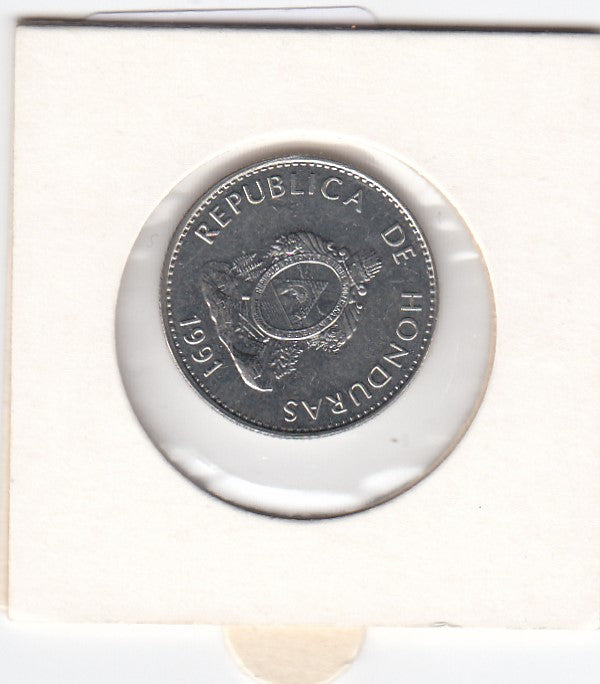 REPUBLICA DE HONDURAS
1991